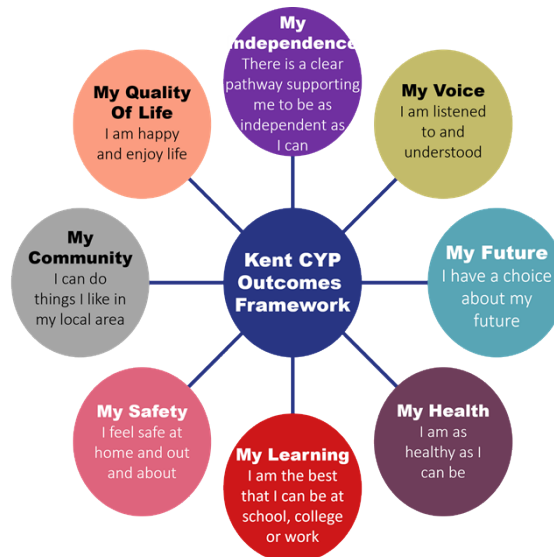 My
Independence
There is a clear
pathway supporting
me to be as
independent as
I can
My Voice
I am listened
to and
understood
My Future
I have a choice
about my
future
My Health
I am as
healthy as I
can be
My Learning
I am the best
that I can be at
school, college
or work
My Safety
I feel safe at
home and out
and about
My
Community
I can do
things I like in
my local area
My Quality
Of Life
I am happy
and enjoy life
Kent CYP
Outcomes
Framework